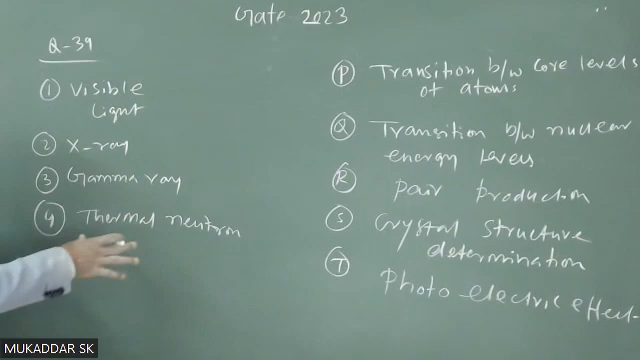 Gate 2023
Q-39
① Visible
light
② X-ray
③ Gamma ray
④ Thermal neutron
Ⓟ Transition b/w core levels
of atoms
Ⓠ Transition b/w nuclear
energy levels
Ⓡ Pair production
Ⓢ Crystal structure
determination
Ⓣ Photo electric effect
MUKADDAR SK